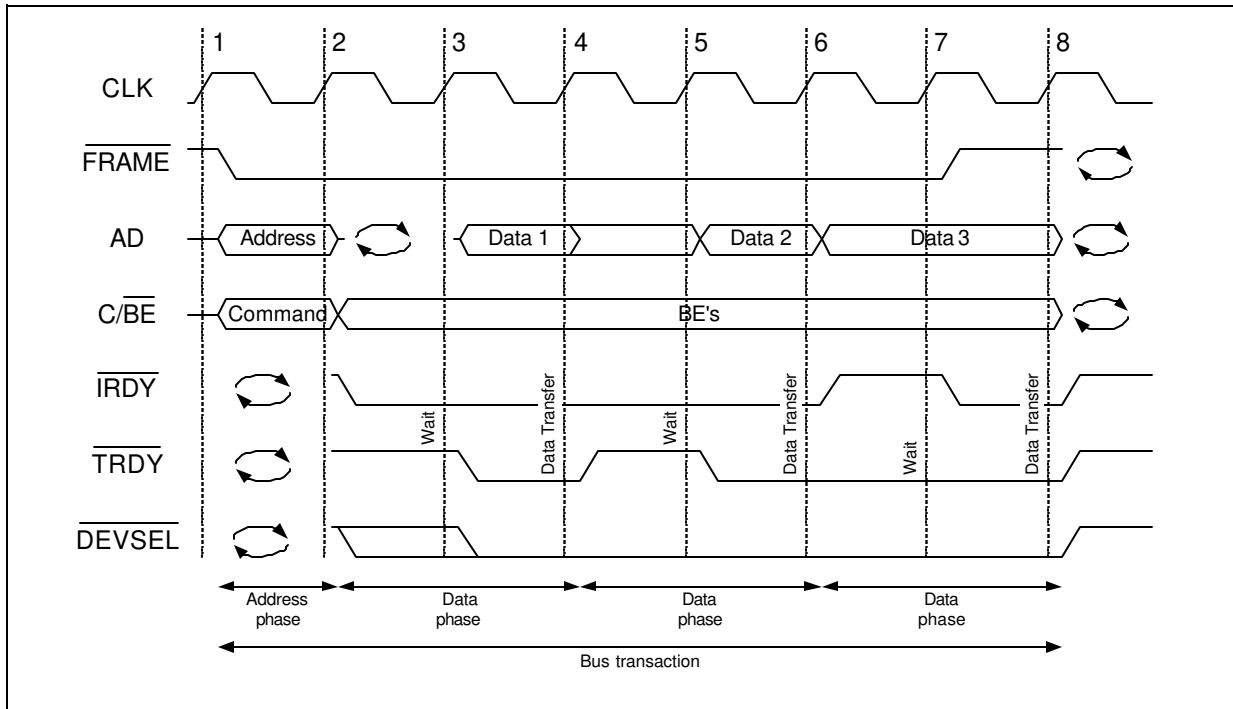 1 2 3 4 5 6 7 8
CLK
FRAME
AD
Address
Data 1
Data 2
Data 3
C/BE
Command
BE's
IRDY
Wait
Data Transfer
Wait
Data Transfer
Wait
Data Transfer
TRDY
DEVSEL
Address
phase
Data
phase
Data
phase
Data
phase
Bus transaction